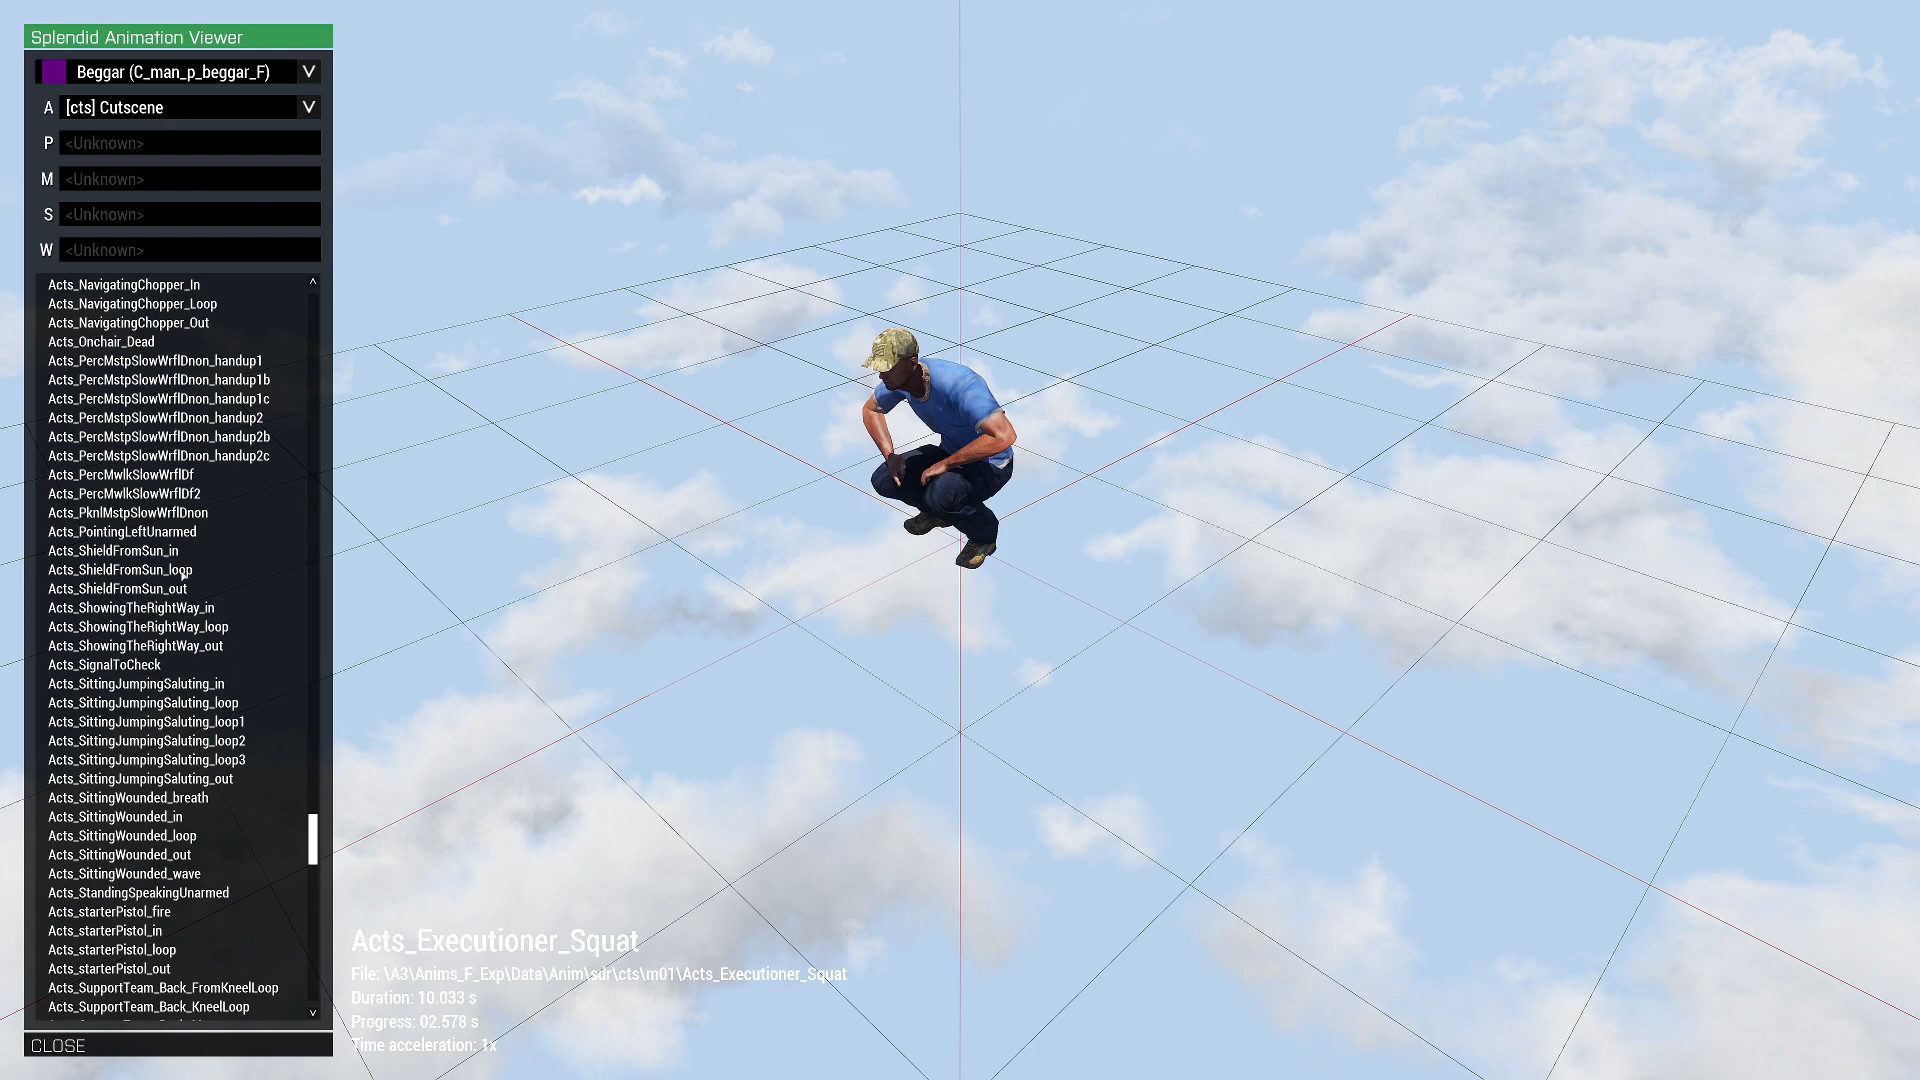 Splendid Animation Viewer
Beggar (C_man_p_beggar_F)
A [cts] Cutscene
P <Unknown>
M <Unknown>
S <Unknown>
W <Unknown>
Acts_NavigatingChopper_In
Acts_NavigatingChopper_Loop
Acts_NavigatingChopper_Out
Acts_Onchair_Dead
Acts_PercMstpSlowWrflDnon_handup1
Acts_PercMstpSlowWrflDnon_handup1b
Acts_PercMstpSlowWrflDnon_handup1c
Acts_PercMstpSlowWrflDnon_handup2
Acts_PercMstpSlowWrflDnon_handup2b
Acts_PercMstpSlowWrflDnon_handup2c
Acts_PercMwlkSlowWrflDf
Acts_PercMwlkSlowWrflDf2
Acts_PknlMstpSlowWrflDnon
Acts_PointingLeftUnarmed
Acts_ShieldFromSun_in
Acts_ShieldFromSun_loop
Acts_ShieldFromSun_out
Acts_ShowingTheRightWay_in
Acts_ShowingTheRightWay_loop
Acts_ShowingTheRightWay_out
Acts_SignalToCheck
Acts_SittingJumpingSaluting_in
Acts_SittingJumpingSaluting_loop
Acts_SittingJumpingSaluting_loop1
Acts_SittingJumpingSaluting_loop2
Acts_SittingJumpingSaluting_loop3
Acts_SittingJumpingSaluting_out
Acts_SittingWounded_breath
Acts_SittingWounded_in
Acts_SittingWounded_loop
Acts_SittingWounded_out
Acts_SittingWounded_wave
Acts_StandingSpeakingUnarmed
Acts_starterPistol_fire
Acts_starterPistol_in
Acts_starterPistol_loop
Acts_starterPistol_out
Acts_SupportTeam_Back_FromKneelLoop
Acts_SupportTeam_Back_KneelLoop
CLOSE
Acts_Executioner_Squat
File: \A3\Anims_F_Exp\Data\Anim\sdr\cts\m01\Acts_Executioner_Squat
Duration: 10.033 s
Progress: 02.578 s
Time acceleration: 1x